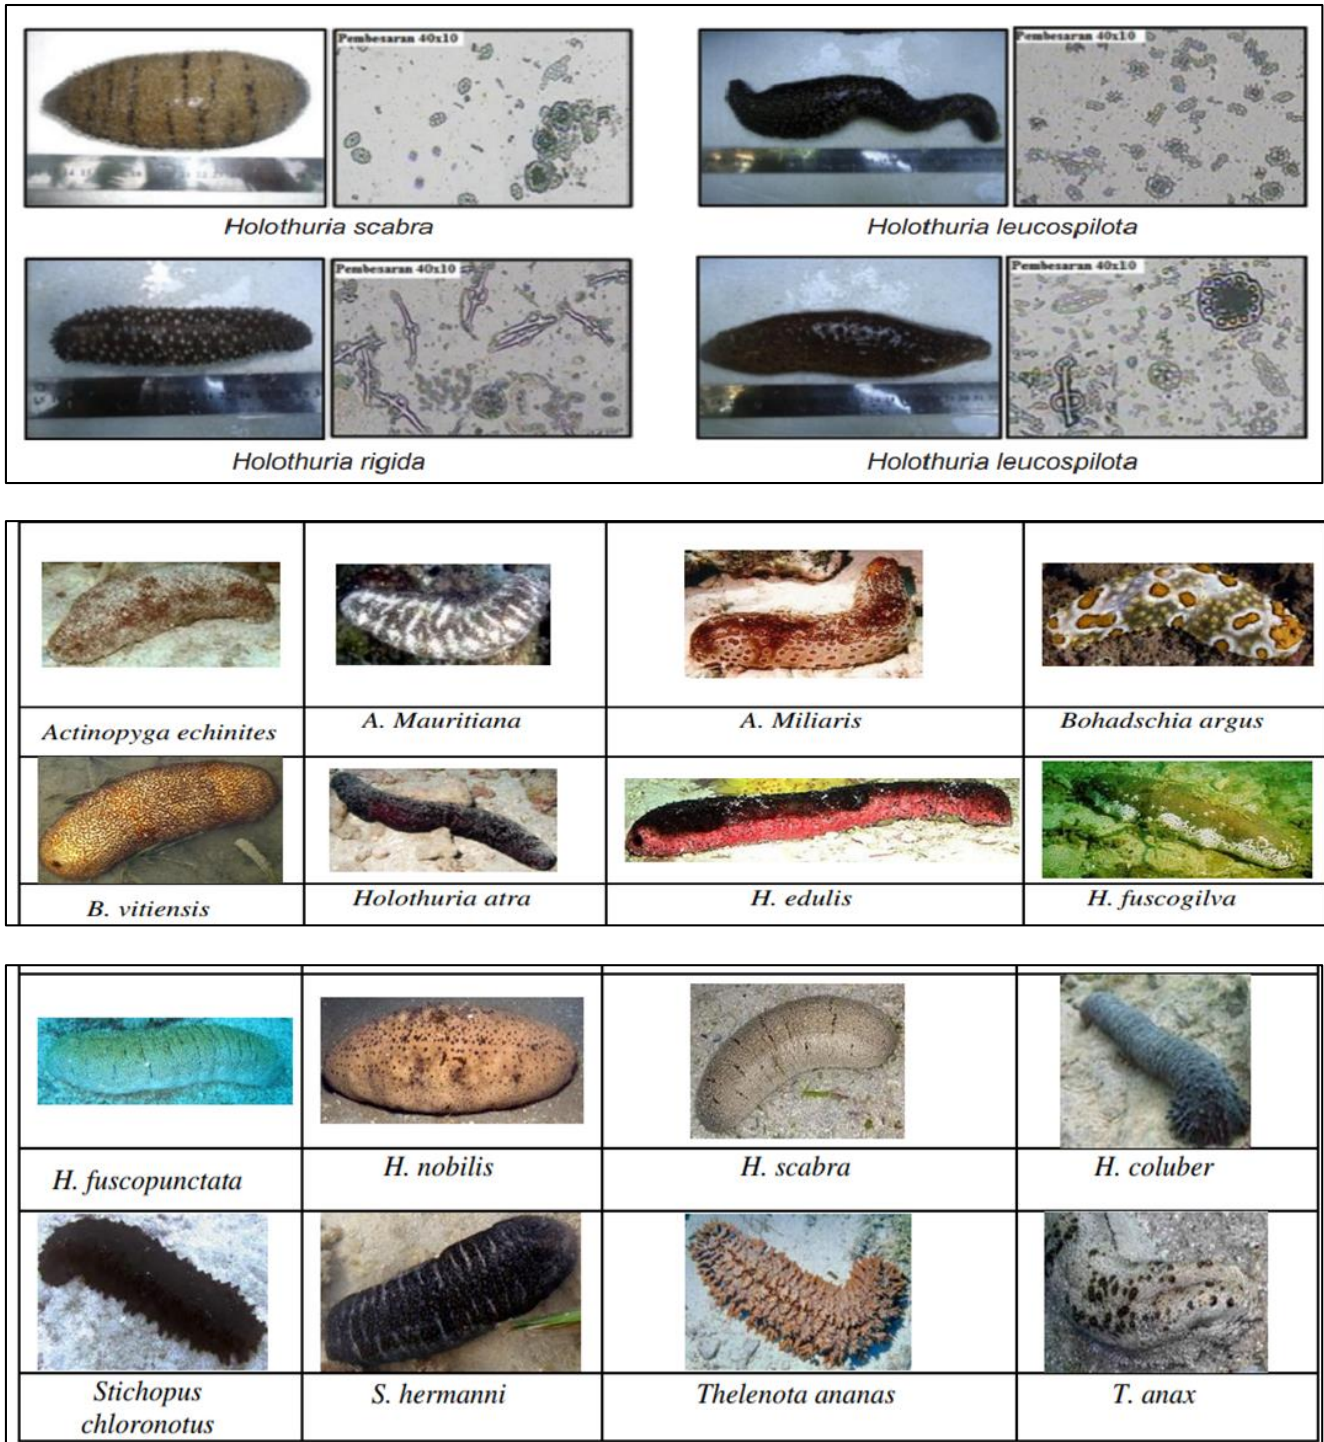 Pembesaran 40x10
Pembesaran 40x10
Holothuria scabra
Holothuria leucospilota
Pembesaran 40x10
Pembesaran 40x10
Holothuria rigida
Holothuria leucospilota
Actinopyga echinites
A. Mauritiana
A. Miliaris
Bohadschia argus
B. vitiensis
Holothuria atra
H. edulis
H. fuscogilva
H. fuscopunctata
H. nobilis
H. scabra
H. coluber
Stichopus
chloronotus
S. hermanni
Thelenota ananas
T. anax